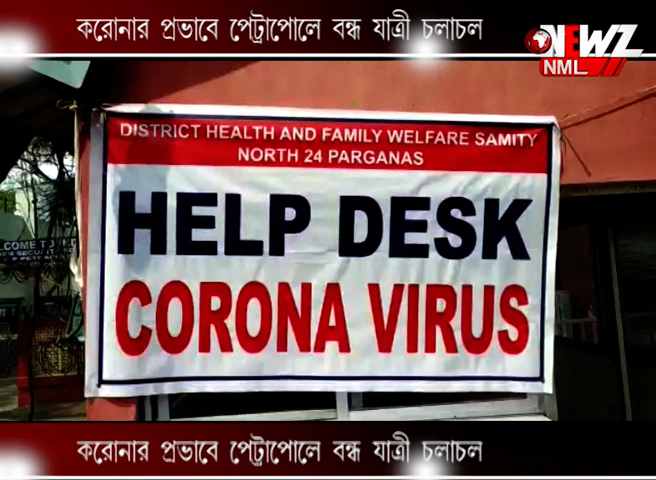 করোনার প্রভাবে পেট্রাপোলে বন্ধ যাত্রী চলাচল
NEWZ
NML
DISTRICT HEALTH AND FAMILY WELFARE SAMITY
NORTH 24 PARGANAS
HELP DESK
CORONA VIRUS
করোনার প্রভাবে পেট্রাপোলে বন্ধ যাত্রী চলাচল